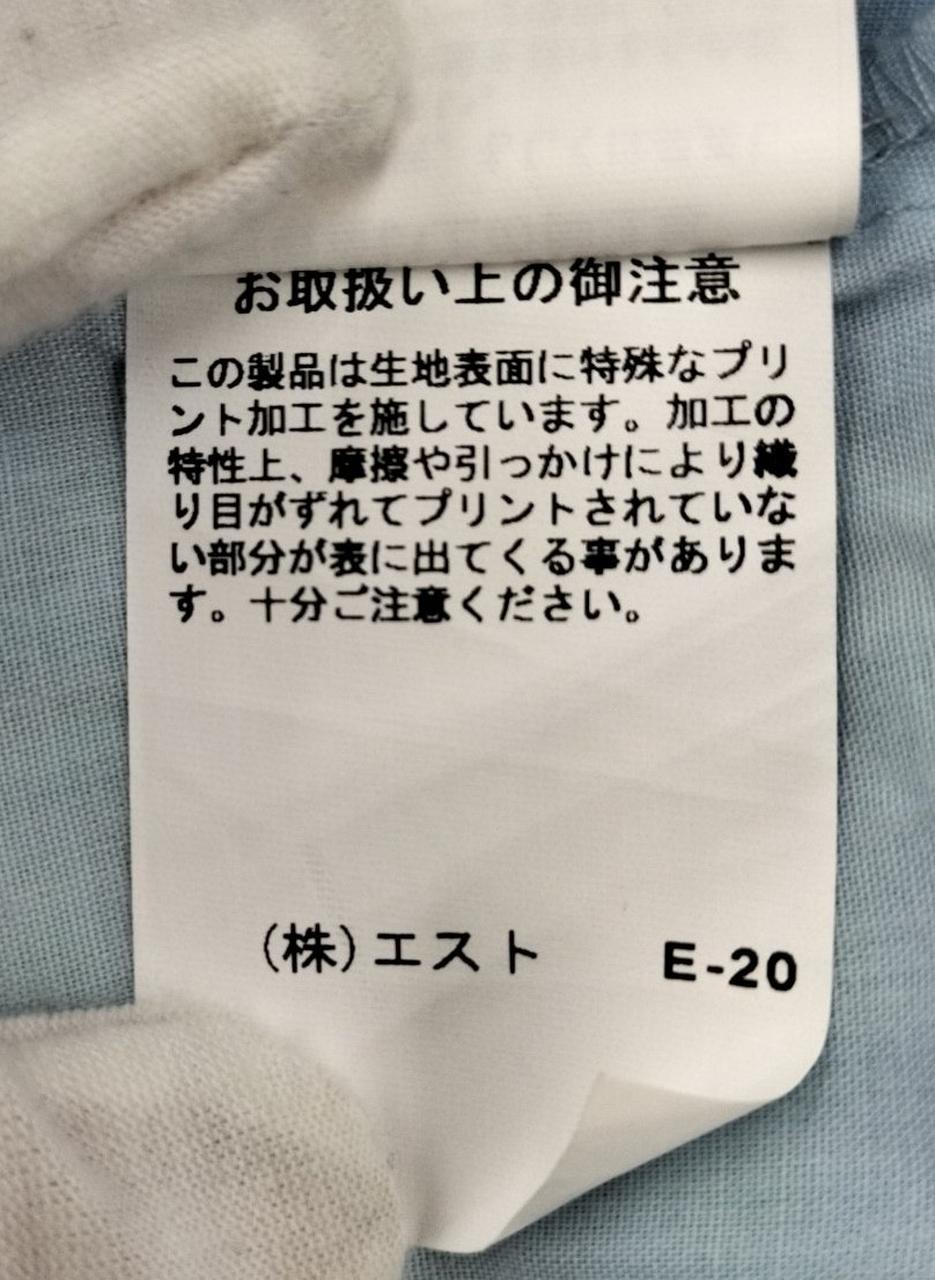 お取扱い上の御注意
この製品は生地表面に特殊なプリ
ント加工を施しています。加工の
特性上、摩擦や引っかけにより織
り目がずれてプリントされていな
い部分が表に出てくる事がありま
す。十分ご注意ください。
(株)エスト E-20